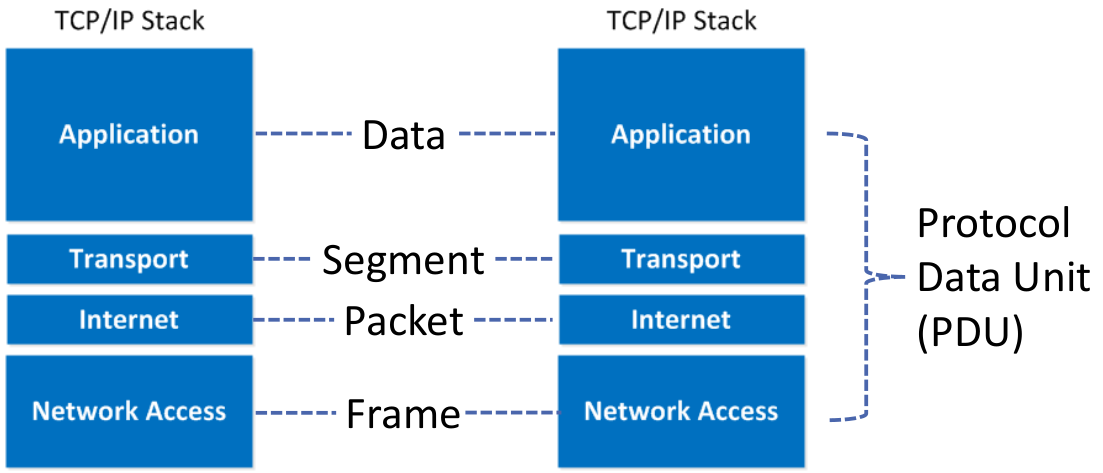 TCP/IP Stack
TCP/IP Stack
Application
Data
Application
Transport
Segment
Transport
Internet
Packet
Internet
Network Access
Frame
Network Access
Protocol
Data Unit
(PDU)